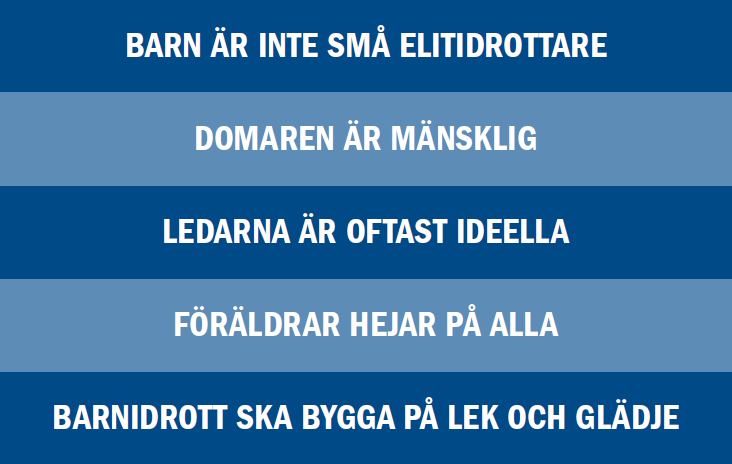 BARN ÄR INTE SMÅ ELITIDROTTARE
DOMAREN ÄR MÄNSKLIG
LEDARNA ÄR OFTAST IDEELLA
FÖRÄLDRAR HEJAR PÅ ALLA
BARNIDROTT SKA BYGGA PÅ LEK OCH GLÄDJE